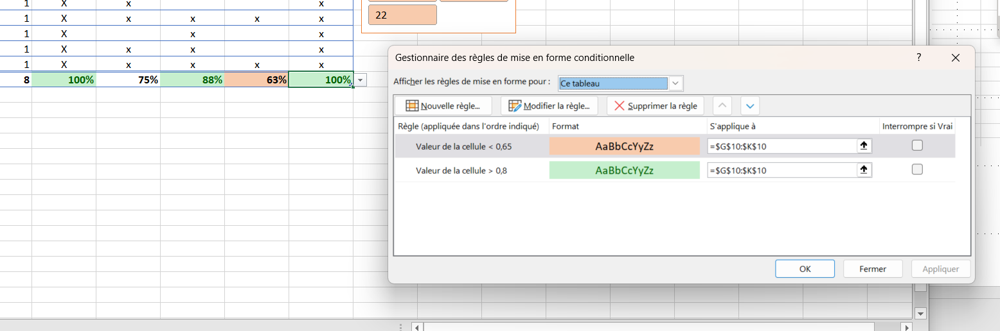 1 X x x
22
1 X x x x x
1 X x x
1 X x x x
1 X x x x x
8 100% 75% 88% 63% 100%
Gestionnaire des règles de mise en forme conditionnelle ?
Afficher les règles de mise en forme pour : Ce tableau
Nouvelle règle... Modifier la règle... Supprimer la règle
Règle (appliquée dans l'ordre indiqué) Format S'applique à Interrompre si Vrai
Valeur de la cellule < 0,65 AaBbCcYyZz =$G$10:$K$10
Valeur de la cellule > 0,8 AaBbCcYyZz =$G$10:$K$10
OK Fermer Appliquer